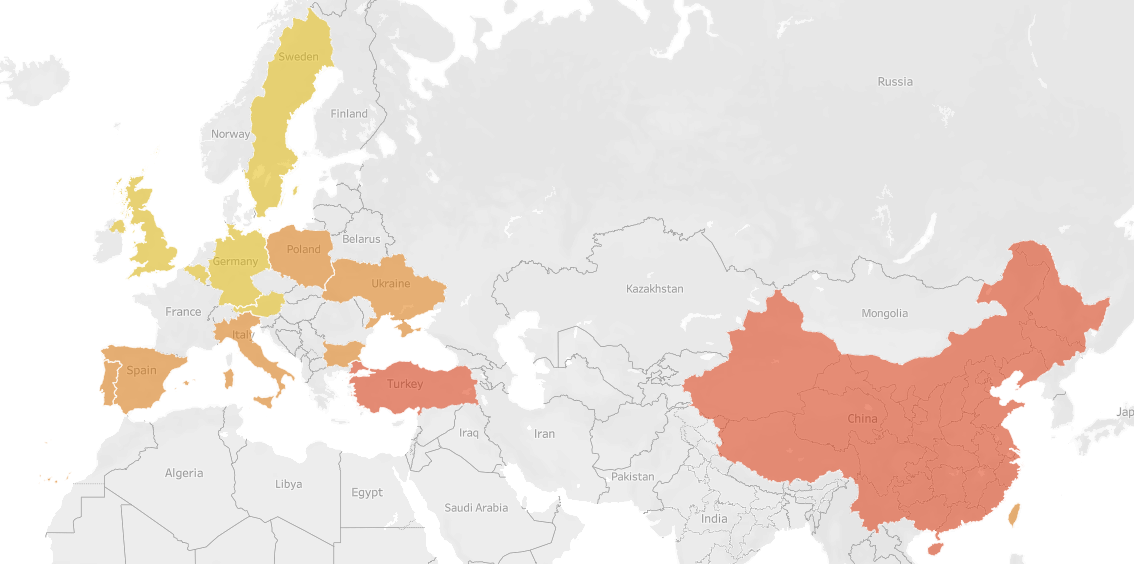 Sweden
Russia
Finland
Norway
Belarus
Poland
Germany
Ukraine
Kazakhstan
France
Mongolia
Italy
Spain
Turkey
Jap
China
Iraq
Iran
Algeria
Pakistan
Libya
Egypt
Saudi Arabia
India